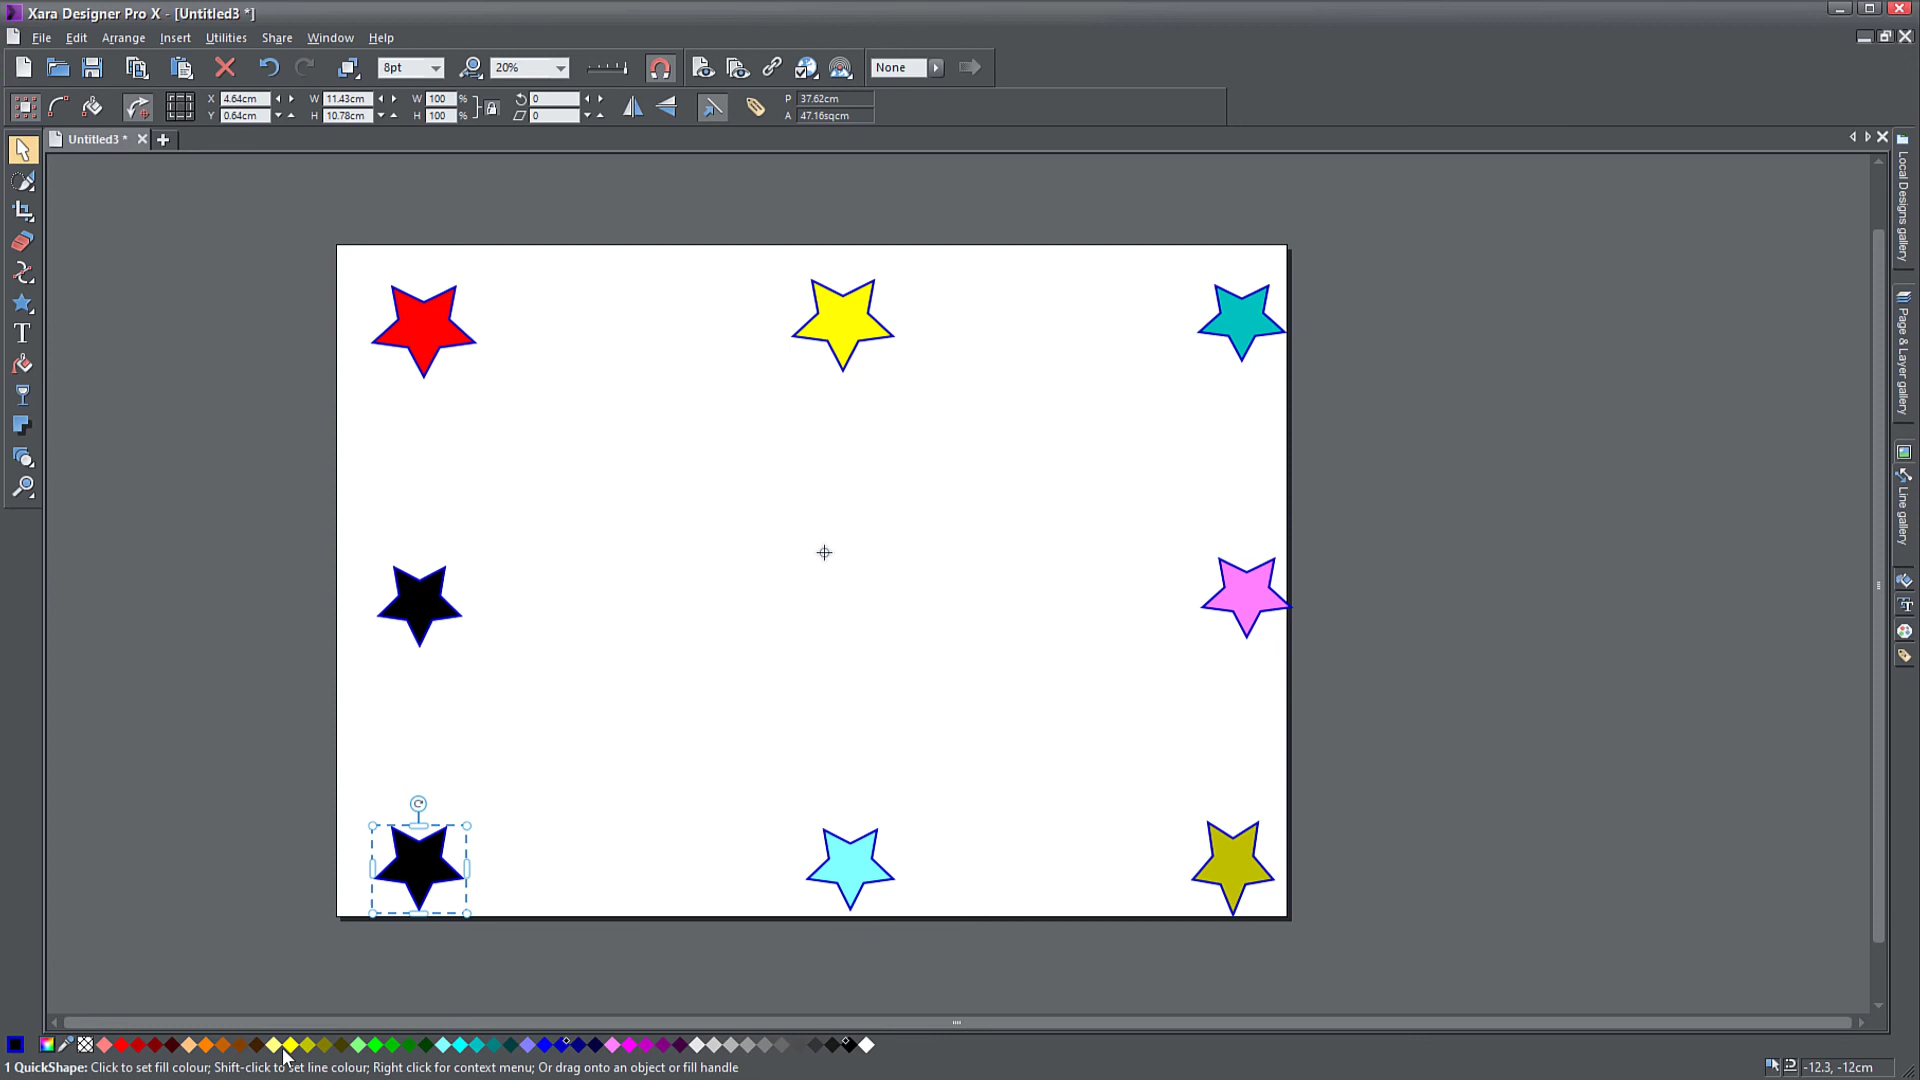 Xara Designer Pro X - [Untitled3 *]
File Edit Arrange Insert Utilities Share Window Help
8pt 20% None
X 4.64cm W 11.43cm W 100 % 0 P 37.62cm
Y 0.64cm H 10.78cm H 100 % 0 A 47.16sqcm
Untitled3 *
Local Designs gallery
Page & Layer gallery
Line gallery
1 QuickShape: Click to set fill colour; Shift-click to set line colour; Right click for context menu; Or drag onto an object or fill handle
-12.3, -12cm